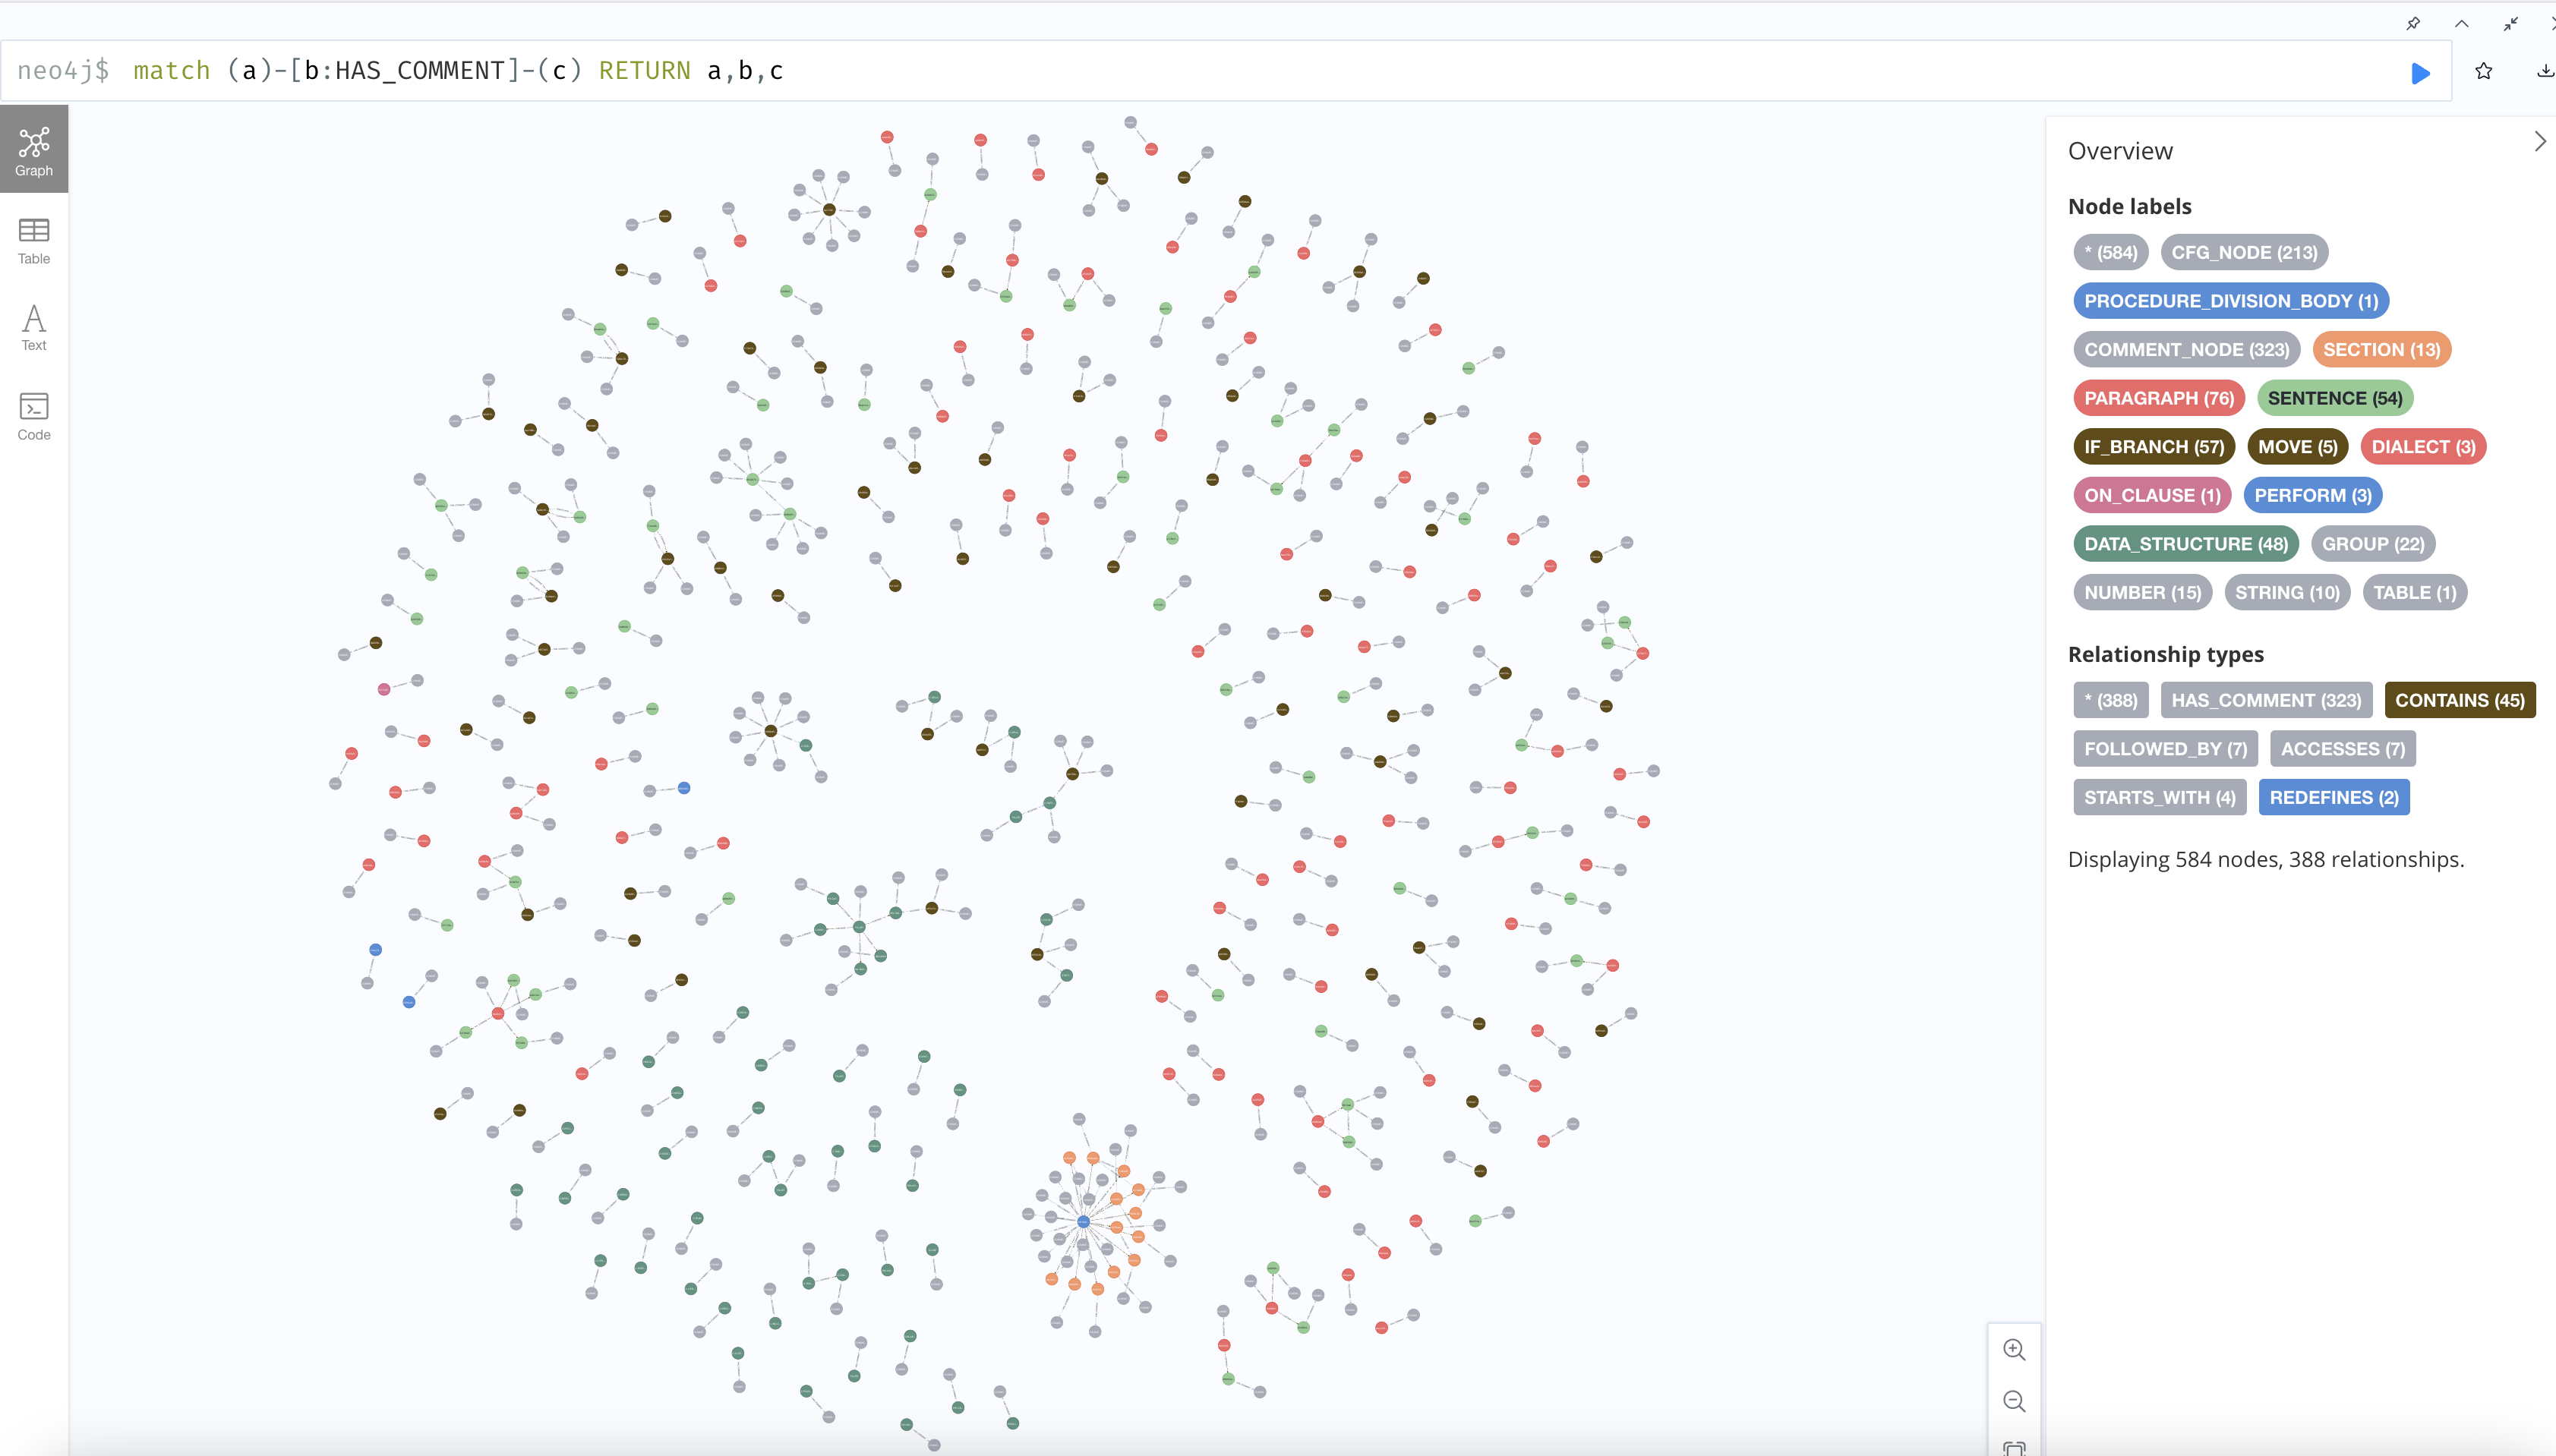 neo4j$ match (a)-[b:HAS_COMMENT]-(c) RETURN a,b,c
Graph
Table
Text
Code
Overview
Node labels
* (584) CFG_NODE (213)
PROCEDURE_DIVISION_BODY (1)
COMMENT_NODE (323) SECTION (13)
PARAGRAPH (76) SENTENCE (54)
IF_BRANCH (57) MOVE (5) DIALECT (3)
ON_CLAUSE (1) PERFORM (3)
DATA_STRUCTURE (48) GROUP (22)
NUMBER (15) STRING (10) TABLE (1)
Relationship types
* (388) HAS_COMMENT (323) CONTAINS (45)
FOLLOWED_BY (7) ACCESSES (7)
STARTS_WITH (4) REDEFINES (2)
Displaying 584 nodes, 388 relationships.